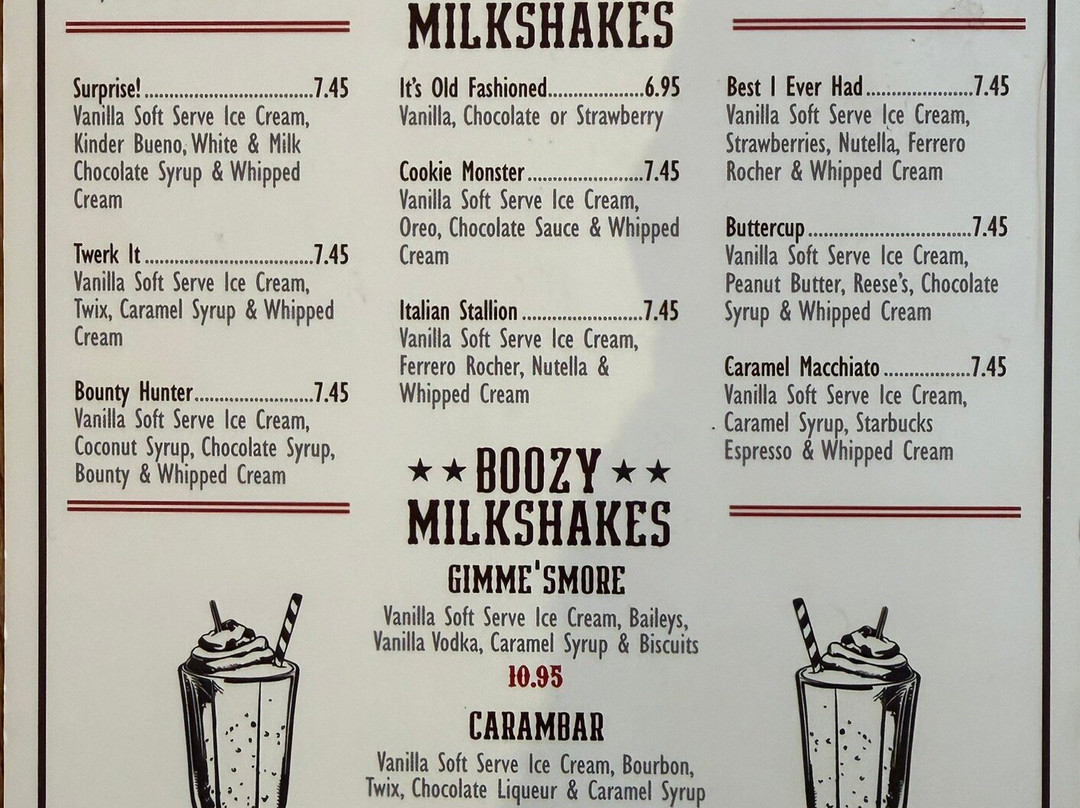 MILKSHAKES
Surprise!..............................7.45
Vanilla Soft Serve Ice Cream,
Kinder Bueno, White & Milk
Chocolate Syrup & Whipped
Cream
Twerk It..............................7.45
Vanilla Soft Serve Ice Cream,
Twix, Caramel Syrup & Whipped
Cream
Bounty Hunter.....................7.45
Vanilla Soft Serve Ice Cream,
Coconut Syrup, Chocolate Syrup,
Bounty & Whipped Cream
It's Old Fashioned.................6.95
Vanilla, Chocolate or Strawberry
Cookie Monster.....................7.45
Vanilla Soft Serve Ice Cream,
Oreo, Chocolate Sauce & Whipped
Cream
Italian Stallion.....................7.45
Vanilla Soft Serve Ice Cream,
Ferrero Rocher, Nutella &
Whipped Cream
Best I Ever Had...................7.45
Vanilla Soft Serve Ice Cream,
Strawberries, Nutella, Ferrero
Rocher & Whipped Cream
Buttercup.............................7.45
Vanilla Soft Serve Ice Cream,
Peanut Butter, Reese's, Chocolate
Syrup & Whipped Cream
Caramel Macchiato...............7.45
Vanilla Soft Serve Ice Cream,
Caramel Syrup, Starbucks
Espresso & Whipped Cream
★★BOOZY★★
MILKSHAKES
GIMME'SMORE
Vanilla Soft Serve Ice Cream, Baileys,
Vanilla Vodka, Caramel Syrup & Biscuits
10.95
CARAMBAR
Vanilla Soft Serve Ice Cream, Bourbon,
Twix, Chocolate Liqueur & Caramel Syrup